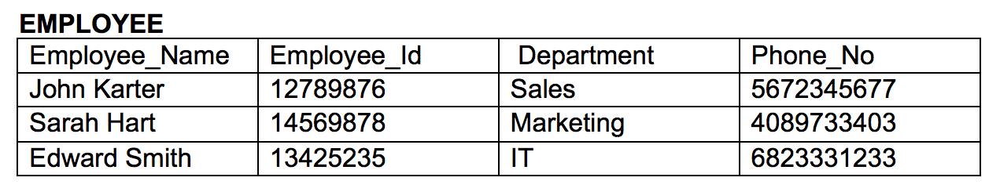 EMPLOYEE
Employee_Name Employee_Id Department Phone_No
John Karter 12789876 Sales 5672345677
Sarah Hart 14569878 Marketing 4089733403
Edward Smith 13425235 IT 6823331233